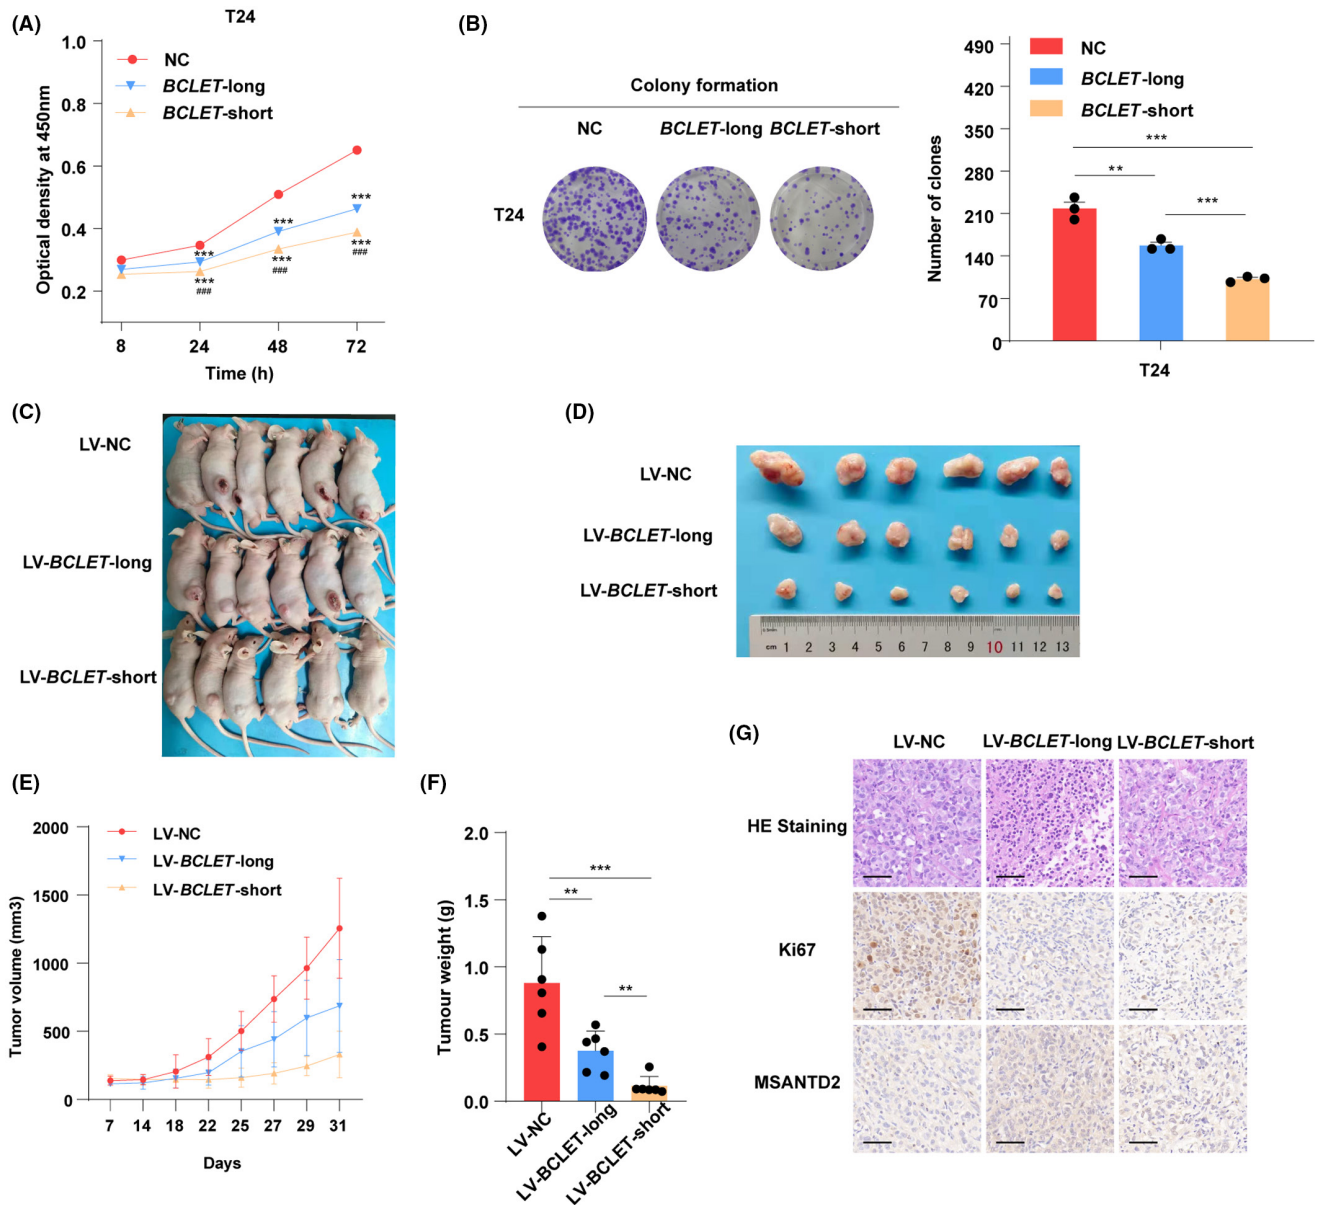 (A)
T24
1.0
0.8
0.6
0.4
0.2
Optical density at 450nm
NC
BCLET-long
BCLET-short
***
***
***
***
###
***
###
***
###
8 24 48 72
Time (h)
(B)
Colony formation
NC BCLET-long BCLET-short
T24
490
420
350
280
210
140
70
0
Number of clones
NC
BCLET-long
BCLET-short
***
**
***
T24
(C)
LV-NC
LV-BCLET-long
LV-BCLET-short
(D)
LV-NC
LV-BCLET-long
LV-BCLET-short
cm 1 2 3 4 5 6 7 8 9 10 11 12 13
(E)
2000
1500
1000
500
0
Tumor volume (mm3)
LV-NC
LV-BCLET-long
LV-BCLET-short
7 14 18 22 25 27 29 31
Days
(F)
2.0
1.5
1.0
0.5
0.0
Tumour weight (g)
***
**
**
LV-NC
LV-BCLET-long
LV-BCLET-short
(G)
LV-NC LV-BCLET-long LV-BCLET-short
HE Staining
Ki67
MSANTD2